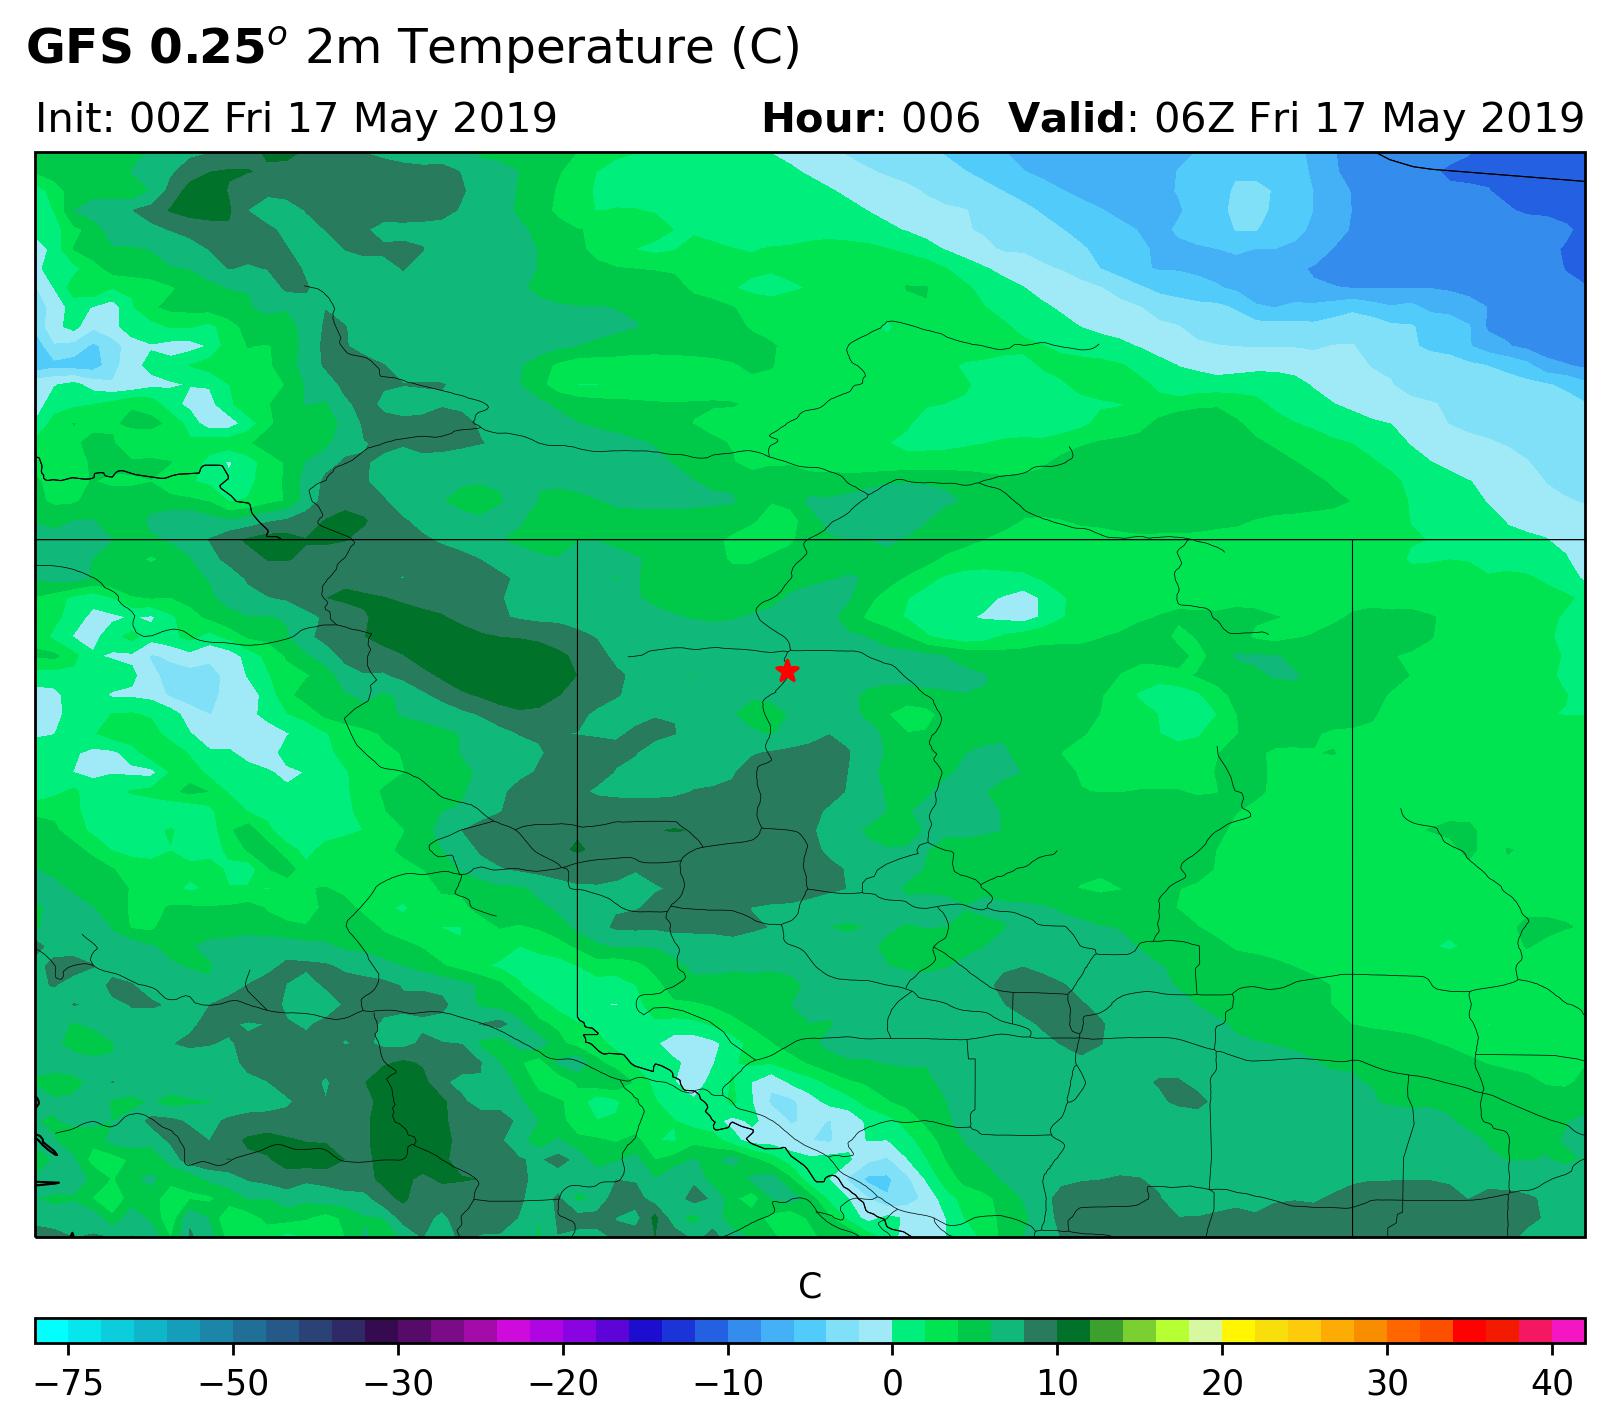 GFS 0.25° 2m Temperature (C)
Init: 00Z Fri 17 May 2019 Hour: 006 Valid: 06Z Fri 17 May 2019
C
−75 −50 −30 −20 −10 0 10 20 30 40